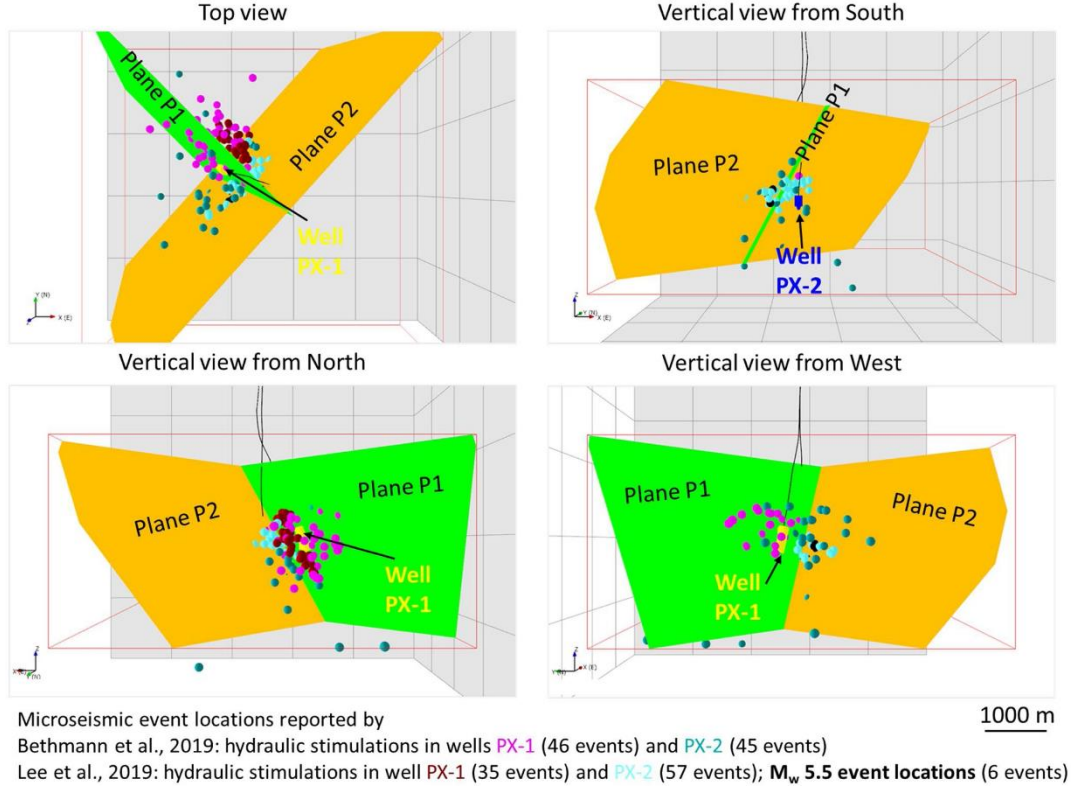 Top view
Vertical view from South
Plane P1
Plane P2
Well
PX-1
Y (N)
X (E)
Z
Plane P2
Plane P1
Well
PX-2
Z
Y (N)
X (E)
Vertical view from North
Vertical view from West
Plane P2
Plane P1
Well
PX-1
Z
X (E)
Y (N)
Plane P1
Plane P2
Well
PX-1
Z
Y (N)
X (E)
1000 m
Microseismic event locations reported by
Bethmann et al., 2019: hydraulic stimulations in wells PX-1 (46 events) and PX-2 (45 events)
Lee et al., 2019: hydraulic stimulations in well PX-1 (35 events) and PX-2 (57 events); Mw 5.5 event locations (6 events)